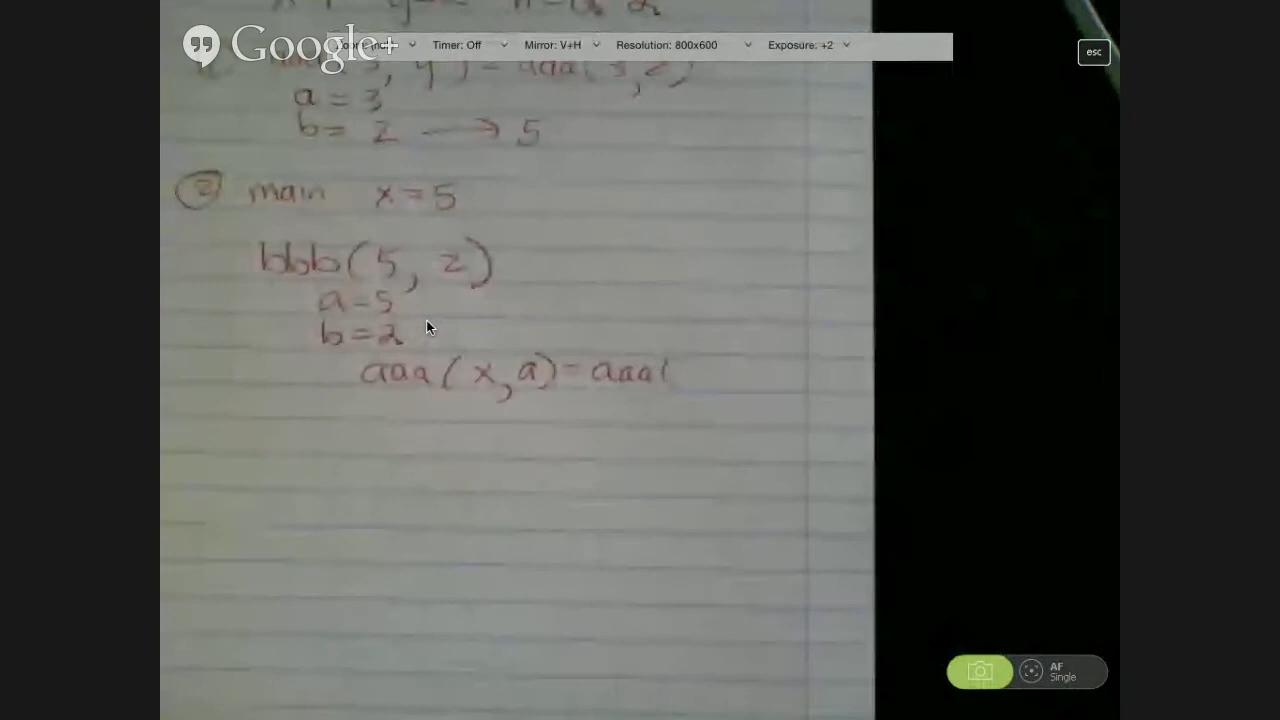 Google+
Timer: Off Mirror: V+H Resolution: 800x600 Exposure: +2
esc
a = 3
b = 2 → 5
② main x = 5
bbb(5, 2)
a = 5
b = 2
aaa(x, a) = aaa(
AF
Single